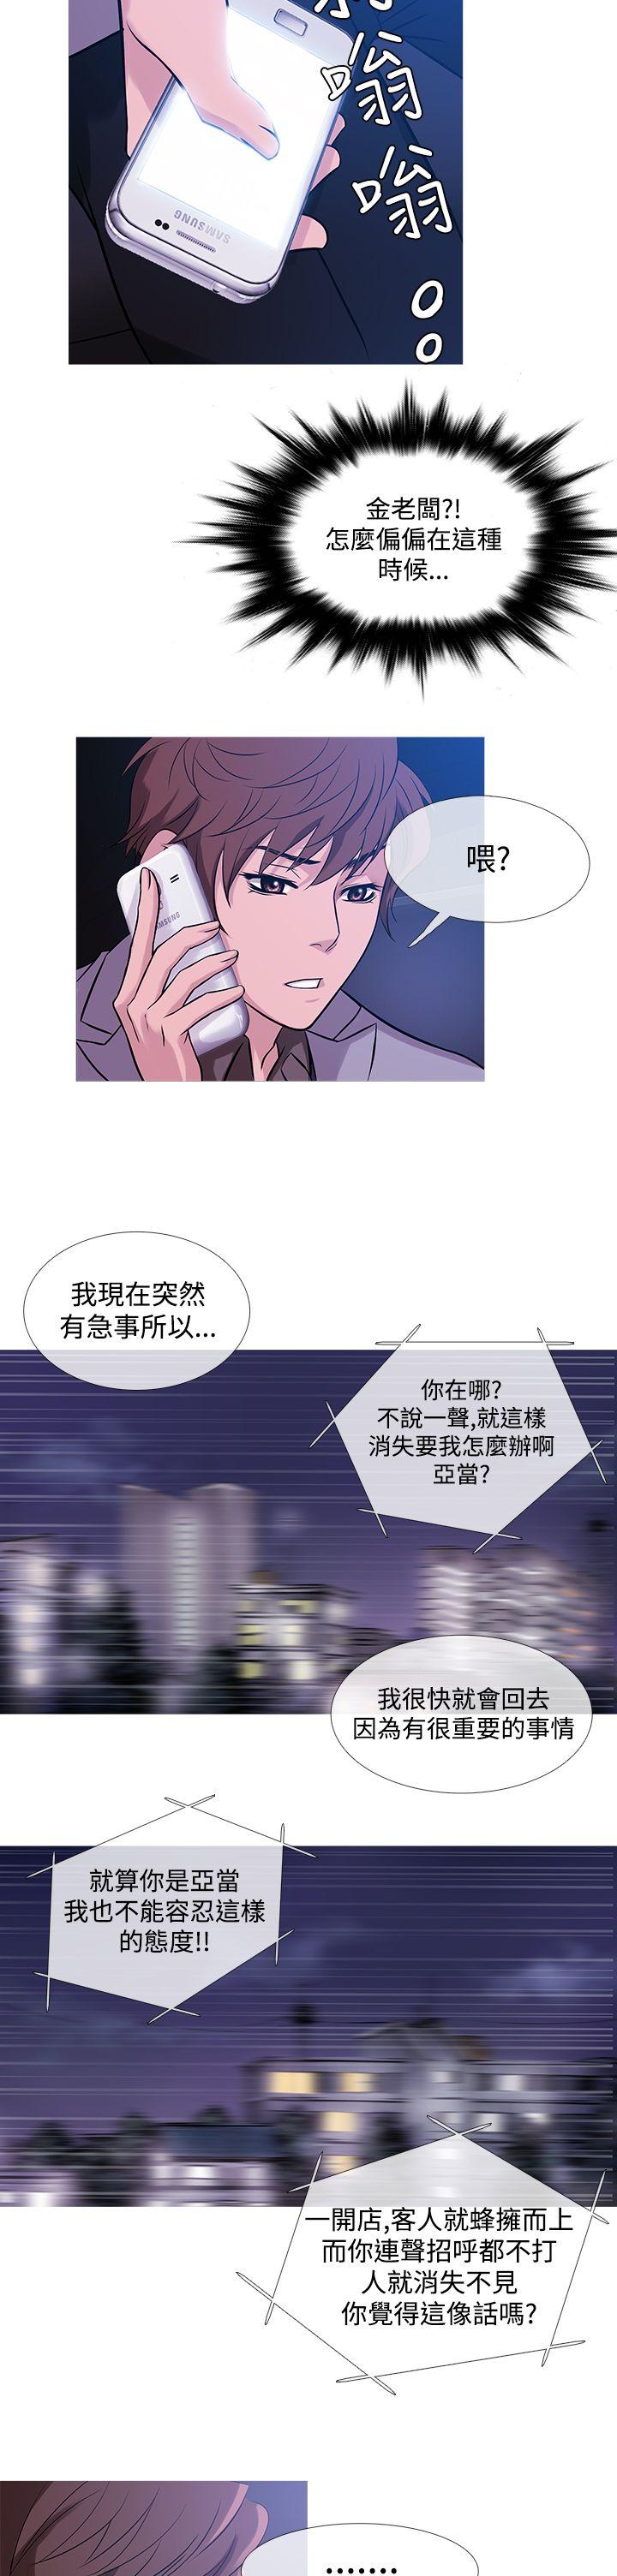 嗡
嗡
SAMSUNG
金老闆?!
怎麼偏偏在這種
時候...
喂?
SAMSUNG
我現在突然
有急事所以...
你在哪?
不說一聲,就這樣
消失要我怎麼辦啊
亞當?
我很快就會回去
因為有很重要的事情
就算你是亞當
我也不能容忍這樣
的態度!!
一開店,客人就蜂擁而上
而你連聲招呼都不打
人就消失不見
你覺得這像話嗎?
.......